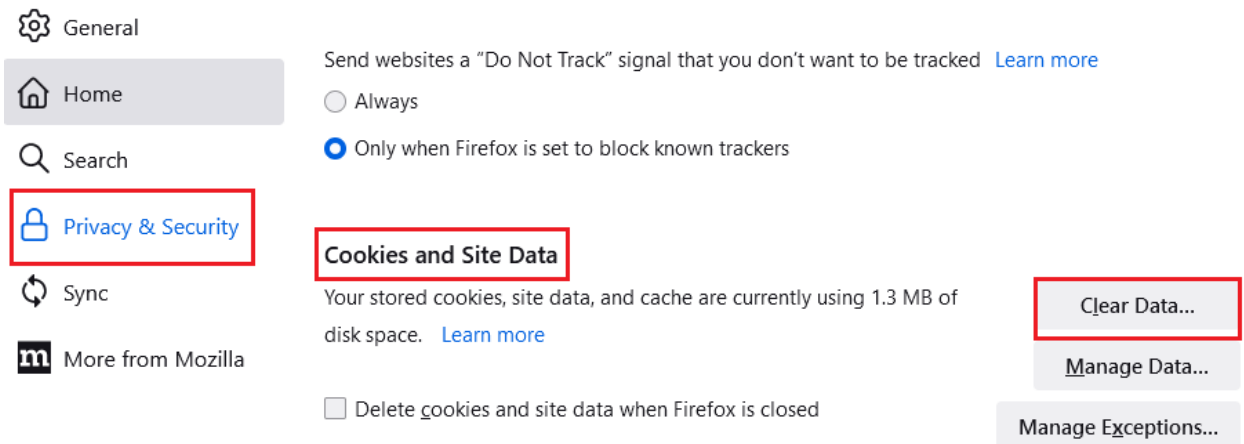 General
Home
Search
Privacy & Security
Sync
m More from Mozilla
Send websites a “Do Not Track” signal that you don’t want to be tracked Learn more
Always
Only when Firefox is set to block known trackers
Cookies and Site Data
Your stored cookies, site data, and cache are currently using 1.3 MB of
disk space. Learn more
Clear Data...
Manage Data...
Delete cookies and site data when Firefox is closed
Manage Exceptions...